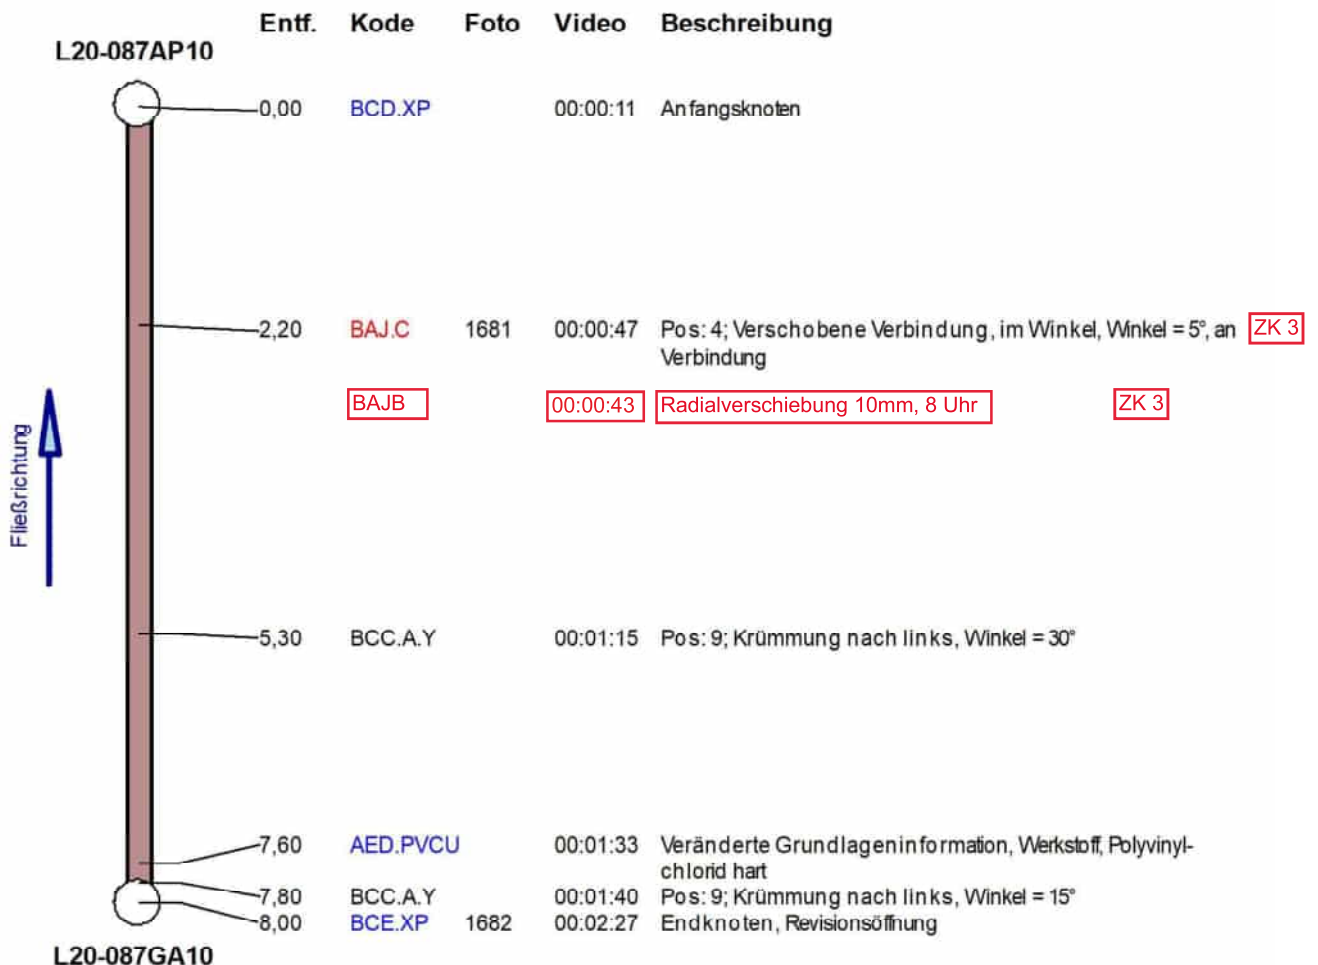 Entf. Kode Foto Video Beschreibung
L20-087AP10
0,00 BCD.XP 00:00:11 Anfangsknoten
2,20 BAJ.C 1681 00:00:47 Pos: 4; Verschobene Verbindung, im Winkel, Winkel = 5°, an ZK 3
Verbindung
BAJB 00:00:43 Radialverschiebung 10mm, 8 Uhr ZK 3
Fließrichtung
5,30 BCC.A.Y 00:01:15 Pos: 9; Krümmung nach links, Winkel = 30°
7,60 AED.PVCU 00:01:33 Veränderte Grundlageninformation, Werkstoff, Polyvinyl-
chlorid hart
7,80 BCC.A.Y 00:01:40 Pos: 9; Krümmung nach links, Winkel = 15°
8,00 BCE.XP 1682 00:02:27 Endknoten, Revisionsöffnung
L20-087GA10